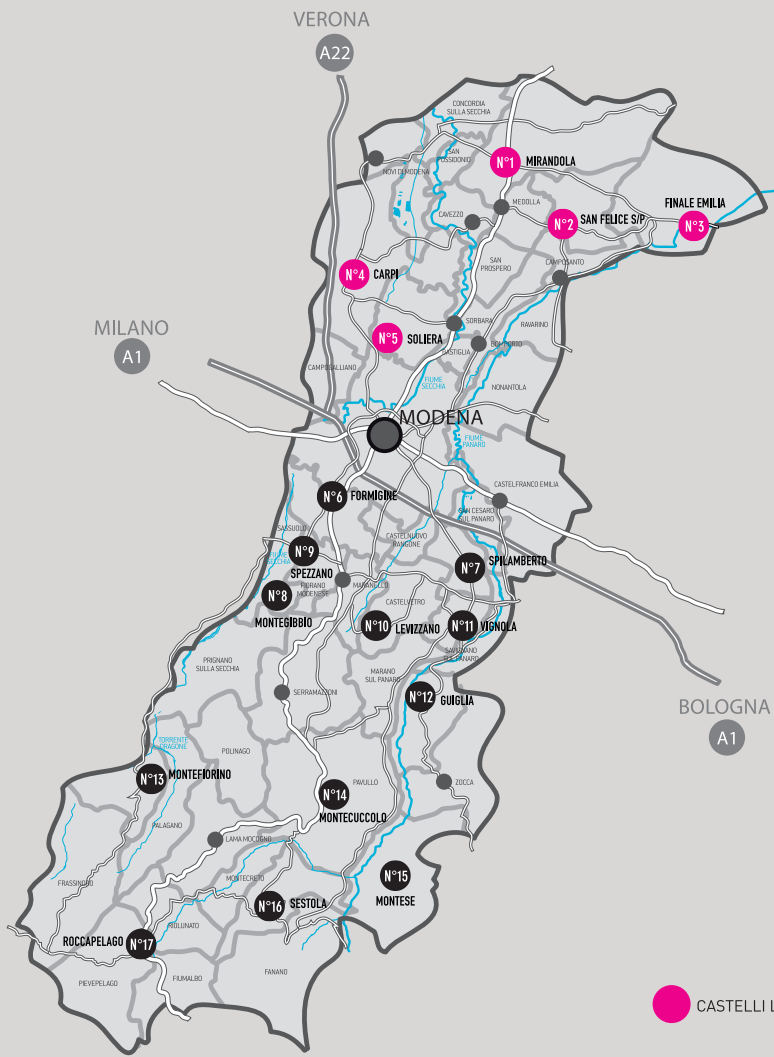 VERONA
A22
CONCORDIA
SULLA SECCHIA
SAN
POSSIDONIO
N°1 MIRANDOLA
NOVI DI MODENA
MEDOLLA
FINALE EMILIA
N°3
CAVEZZO
N°2 SAN FELICE S/P
N°4 CARPI
SAN
PROSPERO
CAMPOSANTO
MILANO
A1
SORBARA
RAVARINO
N°5 SOLIERA
BASTIGLIA
BOMPORTO
CAMPOGALLIANO
FIUME
SECCHIA
NONANTOLA
MODENA
FIUME
PANARO
CASTELFRANCO EMILIA
N°6 FORMIGINE
SAN CESARIO
SUL PANARO
SASSUOLO
CASTELNUOVO
RANGONE
N°9
SPEZZANO
FIUME
SECCHIA
N°7 SPILAMBERTO
FIORANO
MODENESE
MARANELLO
N°8
MONTEGIBBIO
CASTELVETRO
N°10 LEVIZZANO
N°11 VIGNOLA
SAVIGNANO
SUL PANARO
PRIGNANO
SULLA SECCHIA
MARANO
SUL PANARO
SERRAMAZZONI
N°12 GUIGLIA
BOLOGNA
A1
TORRENTE
DRAGONE
POLINAGO
N°13 MONTEFIORINO
PAVULLO
ZOCCA
N°14
MONTECUCCOLO
PALAGANO
LAMA MOCOGNO
FRASSINORO
MONTECRETO
N°15
MONTESE
N°16 SESTOLA
RIOLUNATO
ROCCAPELAGO N°17
PIEVEPELAGO
FIUMALBO
FANANO
CASTELLI L